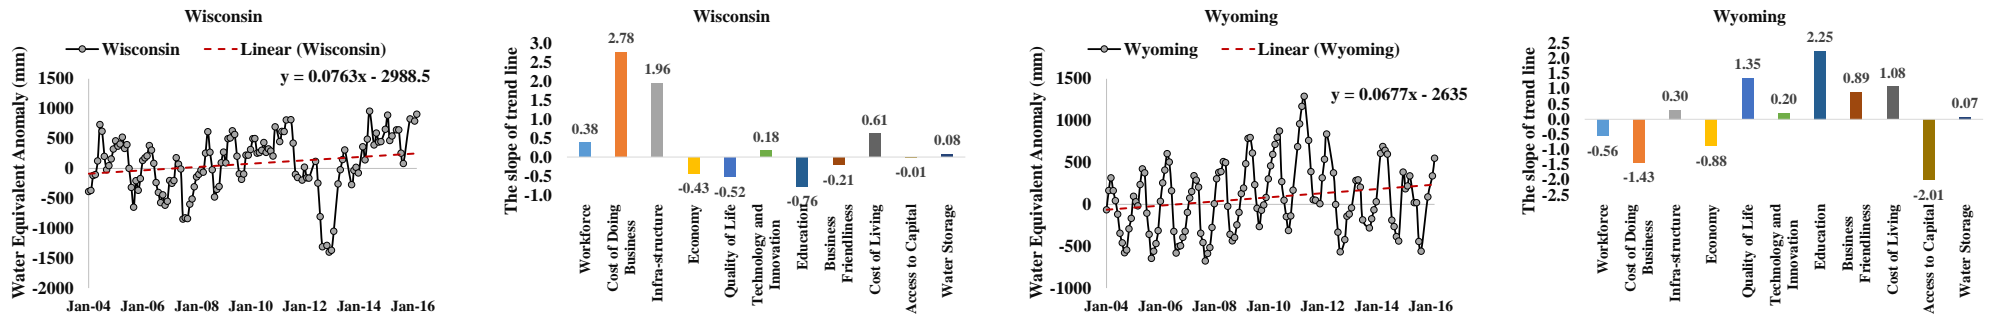 Wisconsin
Wisconsin
Linear (Wisconsin)
y = 0.0763x - 2988.5
Water Equivalent Anomaly (mm)
1500
1000
500
0
-500
-1000
-1500
-2000
Jan-04 Jan-06 Jan-08 Jan-10 Jan-12 Jan-14 Jan-16
Wisconsin
The slope of trend line
3.0
2.5
2.0
1.5
1.0
0.5
0.0
-0.5
-1.0
0.38
2.78
1.96
-0.43
-0.52
0.18
-0.76
-0.21
0.61
-0.01
0.08
Workforce
Cost of Doing
Business
Infra-structure
Economy
Quality of Life
Technology and
Innovation
Education
Business
Friendliness
Cost of Living
Access to Capital
Water Storage
Wyoming
Wyoming
Linear (Wyoming)
y = 0.0677x - 2635
Water Equivalent Anomaly (mm)
1500
1000
500
0
-500
-1000
Jan-04 Jan-06 Jan-08 Jan-10 Jan-12 Jan-14 Jan-16
Wyoming
The slope of trend line
2.5
2.0
1.5
1.0
0.5
0.0
-0.5
-1.0
-1.5
-2.0
-2.5
-0.56
-1.43
0.30
-0.88
1.35
0.20
2.25
0.89
1.08
-2.01
0.07
Workforce
Cost of Doing
Business
Infra-structure
Economy
Quality of Life
Technology and
Innovation
Education
Business
Friendliness
Cost of Living
Access to Capital
Water Storage